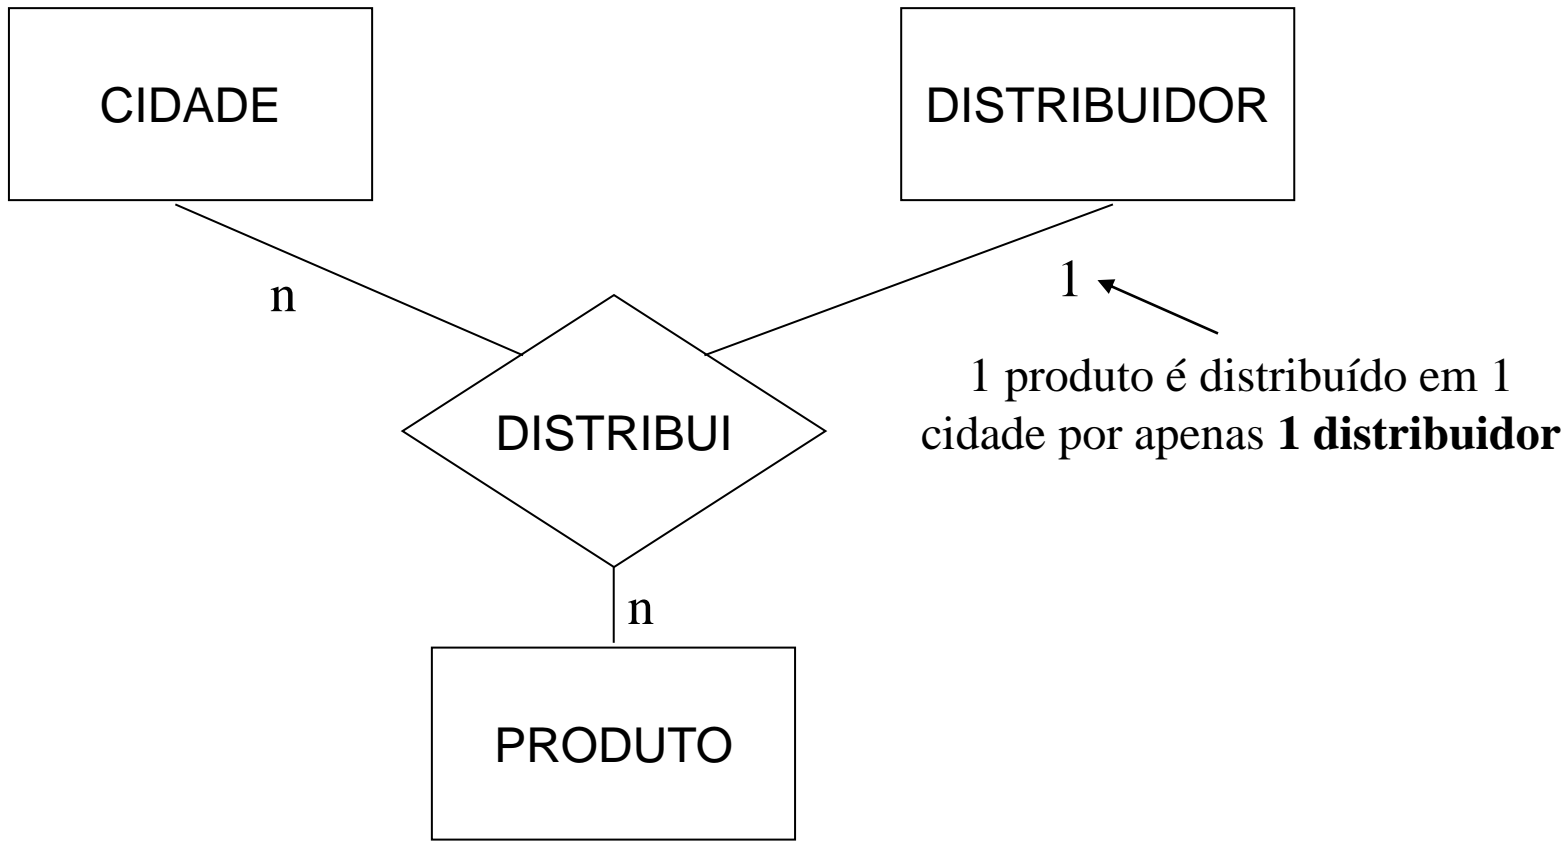 CIDADE
DISTRIBUIDOR
n
1
1 produto é distribuído em 1
cidade por apenas 1 distribuidor
DISTRIBUI
n
PRODUTO